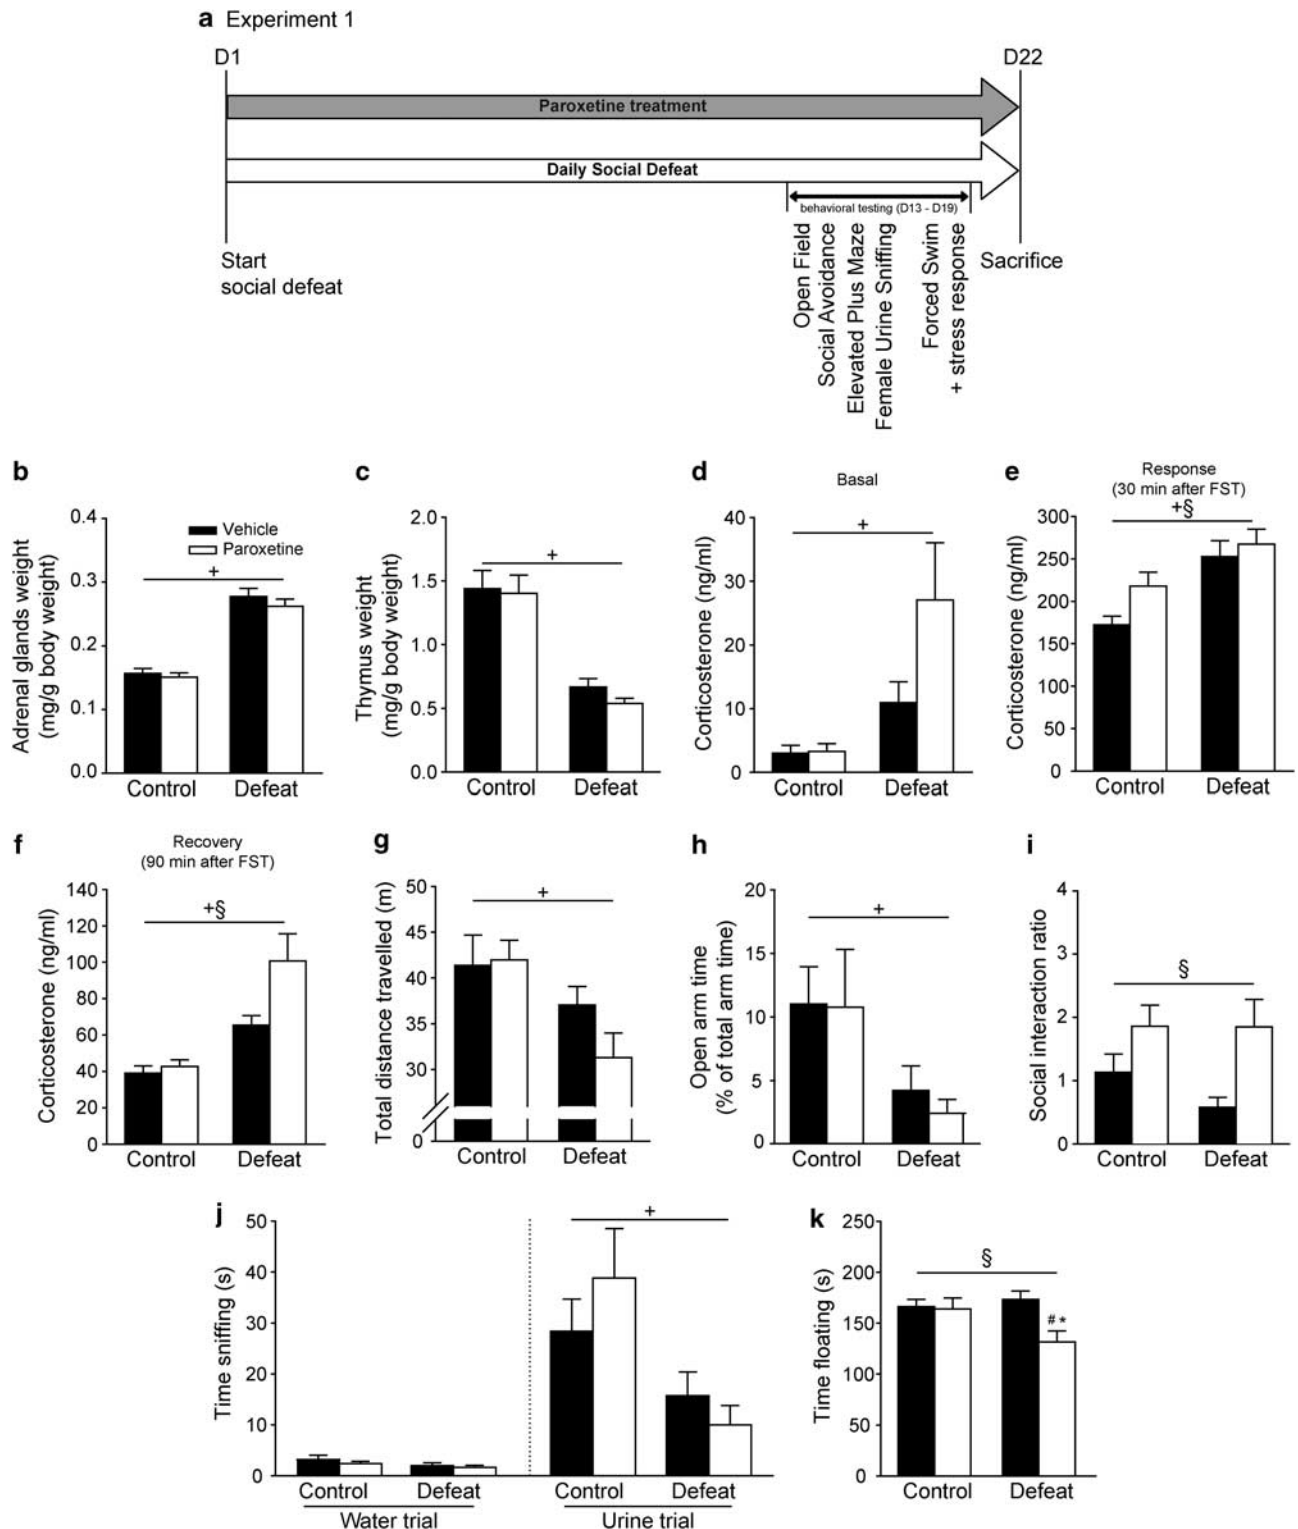 a Experiment 1
D1 D22
Paroxetine treatment
Daily Social Defeat
behavioral testing (D13 - D19)
Start
social defeat
Open Field
Social Avoidance
Elevated Plus Maze
Female Urine Sniffing
Forced Swim
+ stress response
Sacrifice
b
Adrenal glands weight
(mg/g body weight)
0.4
0.3
0.2
0.1
0.0
Vehicle
Paroxetine
+
Control Defeat
c
Thymus weight
(mg/g body weight)
2.0
1.5
1.0
0.5
0.0
+
Control Defeat
d
Basal
Corticosterone (ng/ml)
40
30
20
10
0
+
Control Defeat
e
Response
(30 min after FST)
Corticosterone (ng/ml)
300
250
200
150
100
50
0
+§
Control Defeat
f
Recovery
(90 min after FST)
Corticosterone (ng/ml)
140
120
100
80
60
40
20
0
+§
Control Defeat
g
Total distance travelled (m)
50
45
40
35
30
0
+
Control Defeat
h
Open arm time
(% of total arm time)
20
15
10
5
0
+
Control Defeat
i
Social interaction ratio
4
3
2
1
0
§
Control Defeat
j
Time sniffing (s)
50
40
30
20
10
0
+
Control Defeat Control Defeat
Water trial Urine trial
k
Time floating (s)
250
200
150
100
50
0
§
# *
Control Defeat